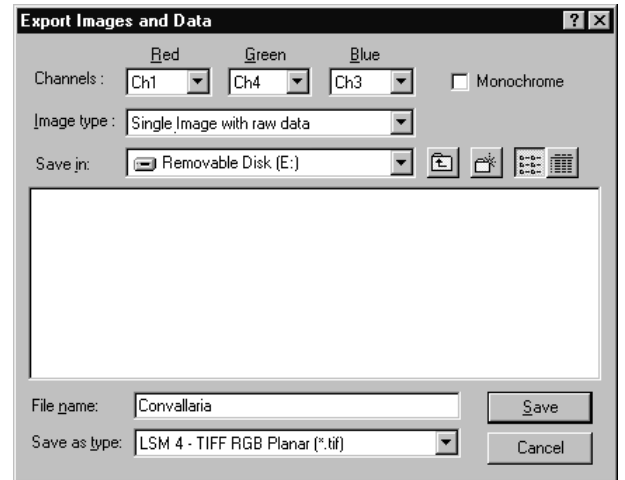 Export Images and Data
Red Green Blue
Channels : Ch1 Ch4 Ch3 Monochrome
Image type : Single Image with raw data
Save in: Removable Disk (E:)
File name: Convallaria Save
Save as type: LSM 4 - TIFF RGB Planar (*.tif) Cancel